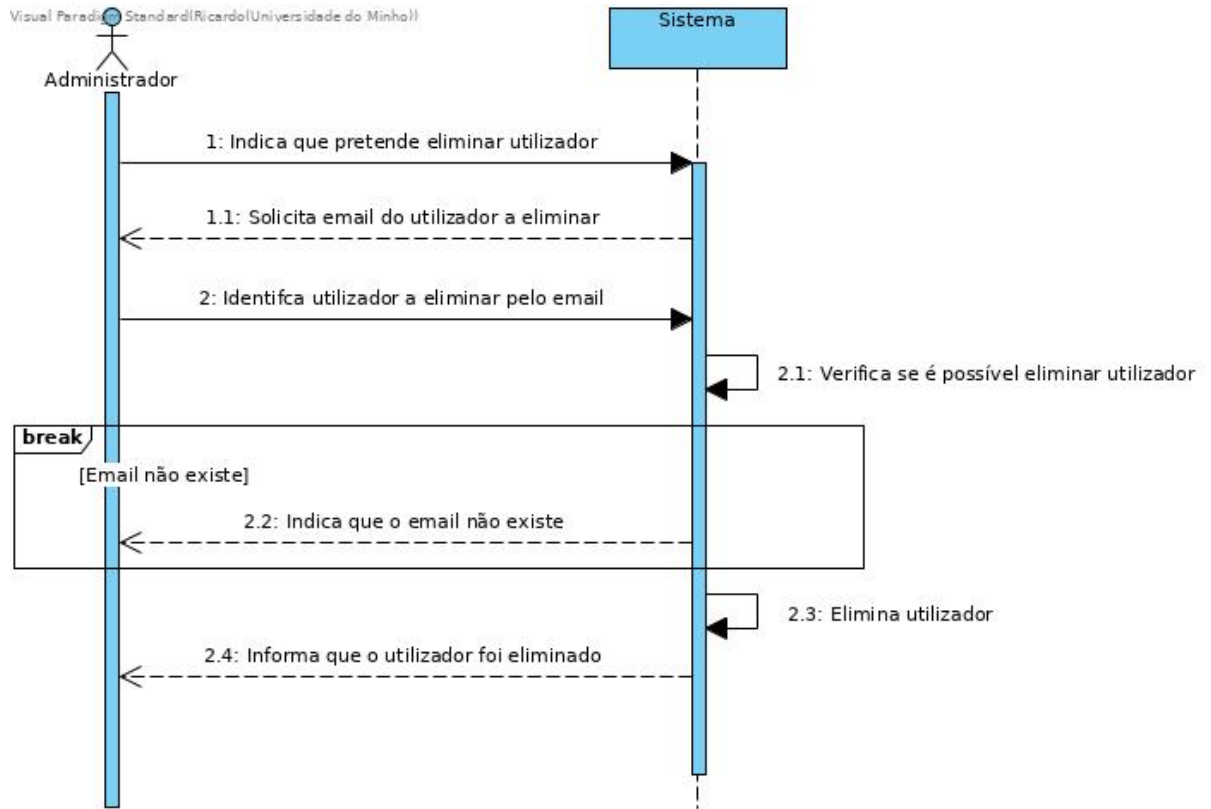 Visual Paradigm Standard(Ricardo(Universidade do Minho))
Sistema
Administrador
1: Indica que pretende eliminar utilizador
1.1: Solicita email do utilizador a eliminar
2: Identifca utilizador a eliminar pelo email
2.1: Verifica se é possível eliminar utilizador
break
[Email não existe]
2.2: Indica que o email não existe
2.3: Elimina utilizador
2.4: Informa que o utilizador foi eliminado